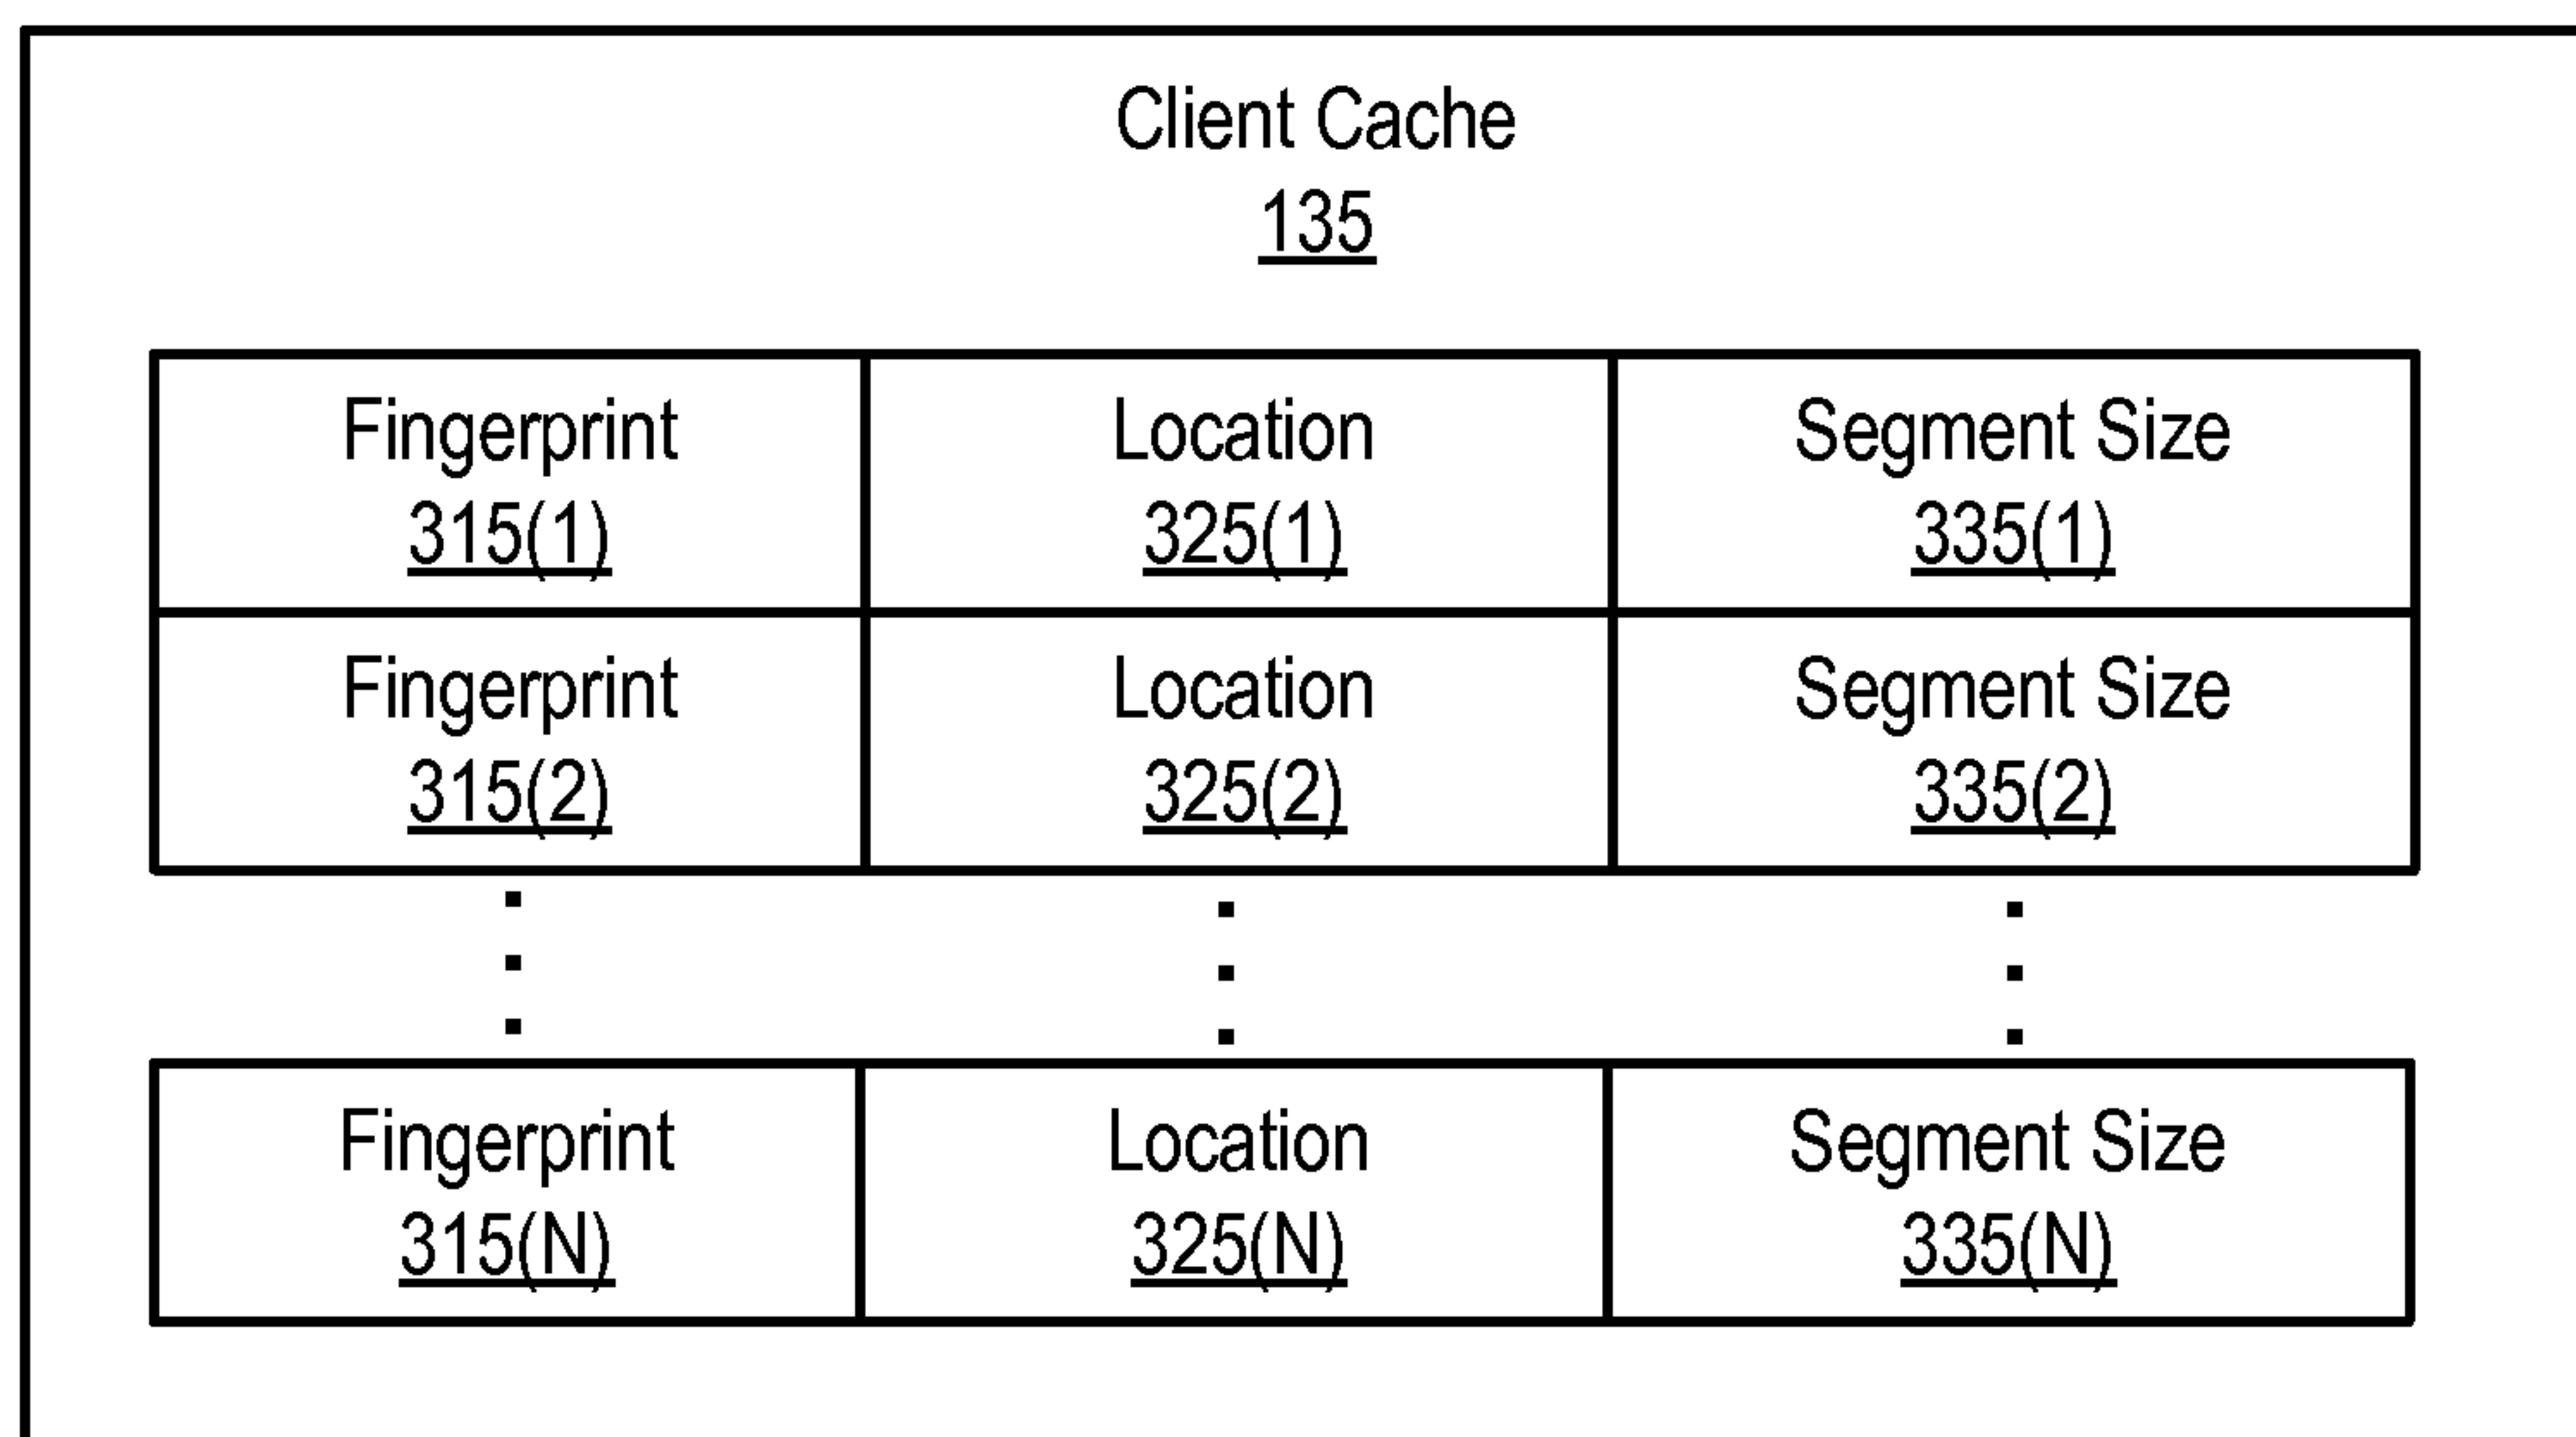 Client Cache
135
Fingerprint
315(1)
Location
325(1)
Segment Size
335(1)
Fingerprint
315(2)
Location
325(2)
Segment Size
335(2)
Fingerprint
315(N)
Location
325(N)
Segment Size
335(N)